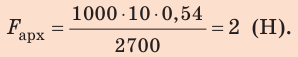 F_арх = 1000·10·0,54 / 2700 = 2 (Н).